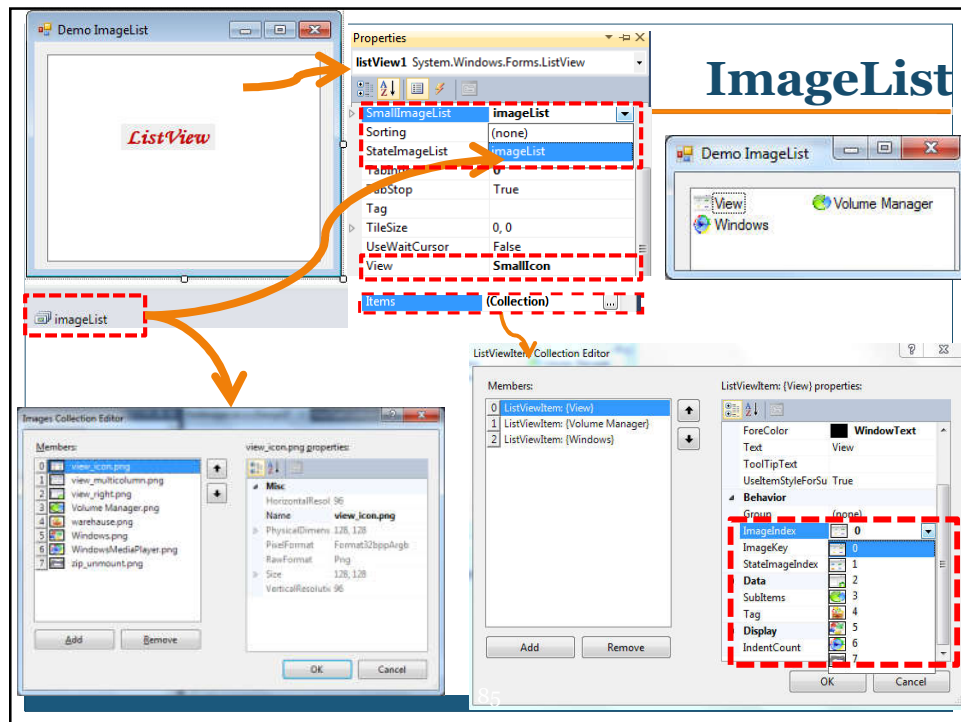 ImageList
Demo ImageList
ListView
imageList
Properties
listView1 System.Windows.Forms.ListView
SmallImageList imageList
Sorting (none)
StateImageList imageList
TabIn 0
TabStop True
Tag
TileSize 0, 0
UseWaitCursor False
View SmallIcon
Items (Collection) ...
Demo ImageList
View Volume Manager
Windows
Images Collection Editor
Members:
0 view_icon.png
1 view_multicolumn.png
2 view_right.png
3 Volume Manager.png
4 warehause.png
5 Windows.png
6 WindowsMediaPlayer.png
7 zip_unmount.png
Add Remove
view_icon.png properties:
Misc
HorizontalResol 96
Name view_icon.png
PhysicalDimens 128, 128
PixelFormat Format32bppArgb
RawFormat Png
Size 128, 128
VerticalResolutic 96
OK Cancel
ListViewItem Collection Editor
Members:
0 ListViewItem: {View}
1 ListViewItem: {Volume Manager}
2 ListViewItem: {Windows}
Add Remove
ListViewItem: {View} properties:
ForeColor WindowText
Text View
ToolTipText
UseItemStyleForSu True
Behavior
Group (none)
ImageIndex 0
ImageKey 0
StateImageIndex 1
Data 2
SubItems 3
Tag 4
Display 5
IndentCount 6
7
OK Cancel
85